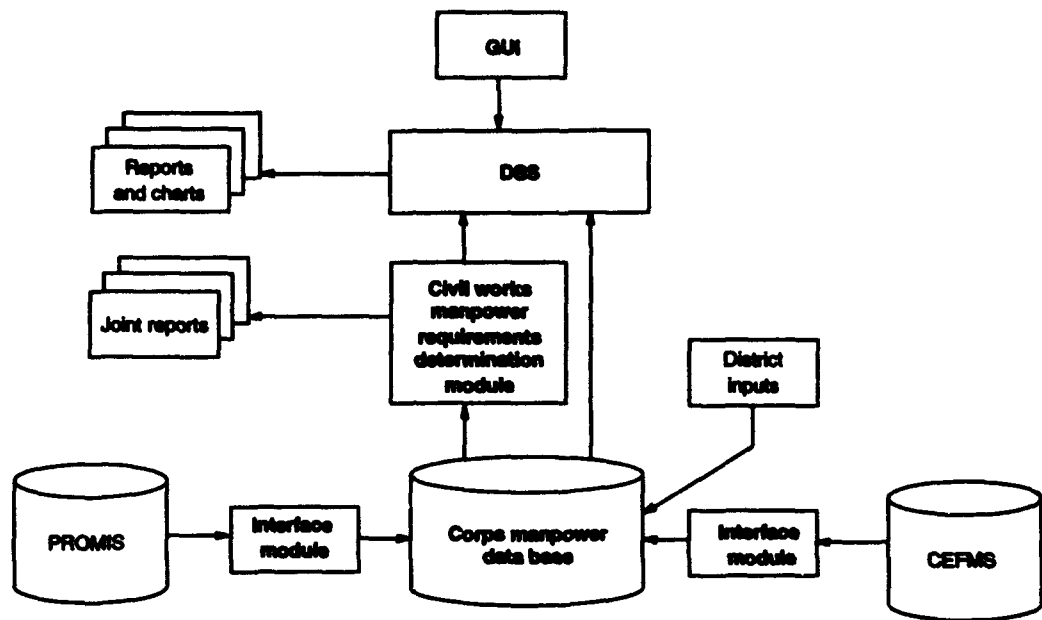 GUI
DSS
Reports
and charts
Civil works
manpower
requirements
determination
module
Joint reports
District
inputs
PROMIS
Interface
module
Corps manpower
data base
Interface
module
CEFMS